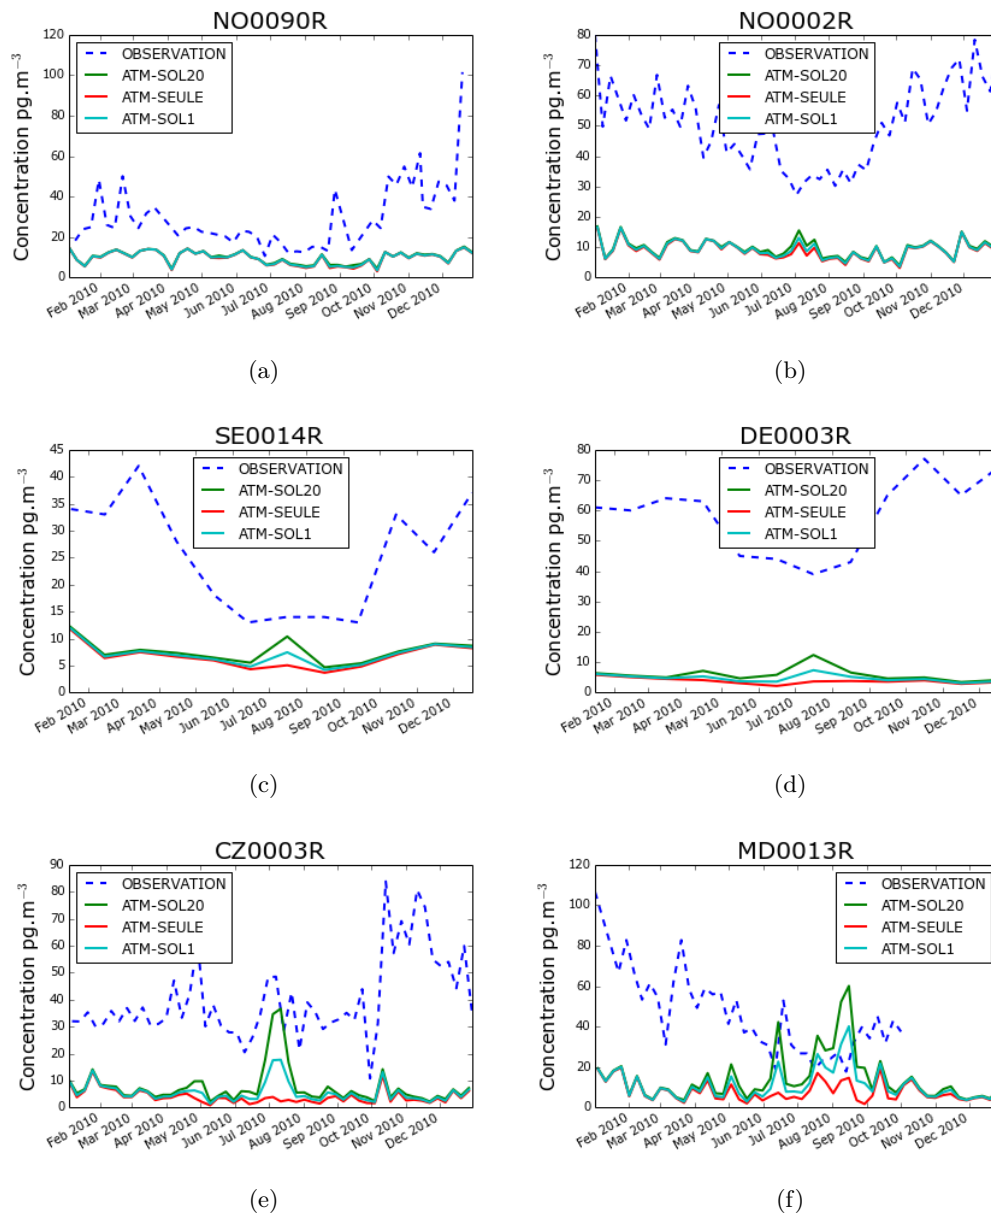 NO0090R
Concentration pg.m⁻³
120
100
80
60
40
20
0
OBSERVATION
ATM-SOL20
ATM-SEULE
ATM-SOL1
Feb 2010
Mar 2010
Apr 2010
May 2010
Jun 2010
Jul 2010
Aug 2010
Sep 2010
Oct 2010
Nov 2010
Dec 2010
(a)
NO0002R
Concentration pg.m⁻³
80
70
60
50
40
30
20
10
0
OBSERVATION
ATM-SOL20
ATM-SEULE
ATM-SOL1
Feb 2010
Mar 2010
Apr 2010
May 2010
Jun 2010
Jul 2010
Aug 2010
Sep 2010
Oct 2010
Nov 2010
Dec 2010
(b)
SE0014R
Concentration pg.m⁻³
45
40
35
30
25
20
15
10
5
0
OBSERVATION
ATM-SOL20
ATM-SEULE
ATM-SOL1
Feb 2010
Mar 2010
Apr 2010
May 2010
Jun 2010
Jul 2010
Aug 2010
Sep 2010
Oct 2010
Nov 2010
Dec 2010
(c)
DE0003R
Concentration pg.m⁻³
80
70
60
50
40
30
20
10
0
OBSERVATION
ATM-SOL20
ATM-SEULE
ATM-SOL1
Feb 2010
Mar 2010
Apr 2010
May 2010
Jun 2010
Jul 2010
Aug 2010
Sep 2010
Oct 2010
Nov 2010
Dec 2010
(d)
CZ0003R
Concentration pg.m⁻³
90
80
70
60
50
40
30
20
10
0
OBSERVATION
ATM-SOL20
ATM-SEULE
ATM-SOL1
Feb 2010
Mar 2010
Apr 2010
May 2010
Jun 2010
Jul 2010
Aug 2010
Sep 2010
Oct 2010
Nov 2010
Dec 2010
(e)
MD0013R
Concentration pg.m⁻³
120
100
80
60
40
20
0
OBSERVATION
ATM-SOL20
ATM-SEULE
ATM-SOL1
Feb 2010
Mar 2010
Apr 2010
May 2010
Jun 2010
Jul 2010
Aug 2010
Sep 2010
Oct 2010
Nov 2010
Dec 2010
(f)